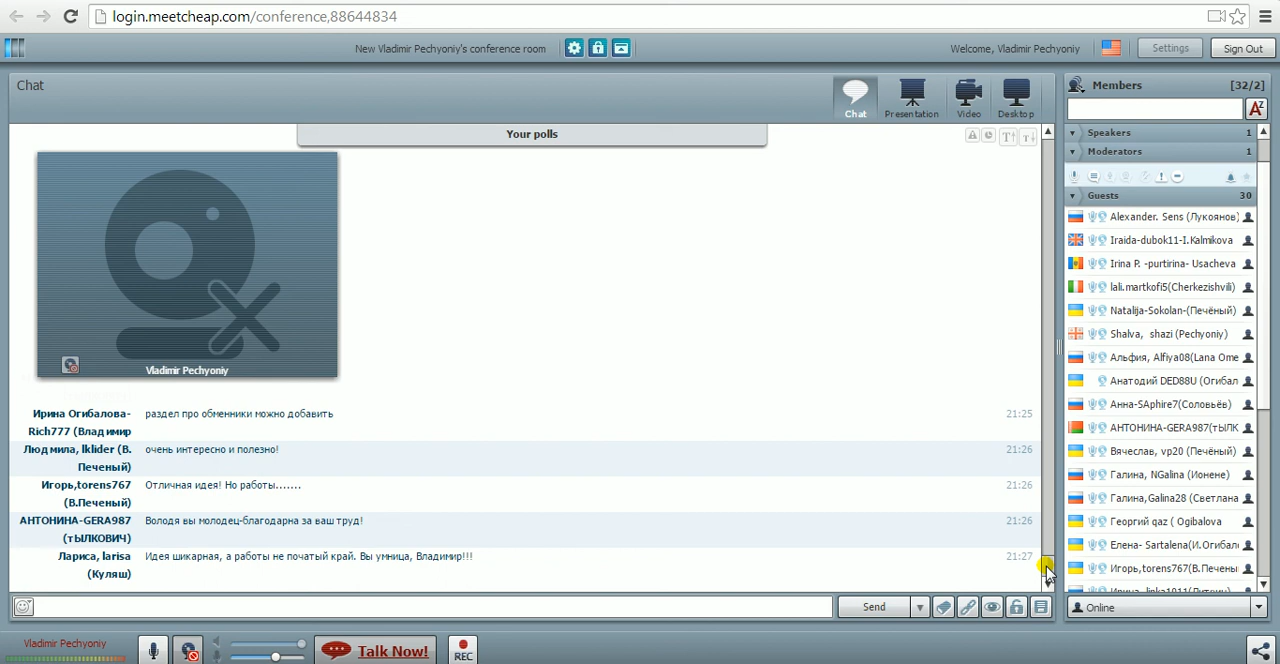 login.meetcheap.com/conference,88644834
New Vladimir Pechyoniy's conference room
Welcome, Vladimir Pechyoniy
Settings
Sign Out
Chat
Chat
Presentation
Video
Desktop
Members
[32/2]
Your polls
Speakers 1
Moderators 1
Guests 30
Alexander. Sens (Лукоянов)
Iraida-dubok11-I.Kalmikova
Irina P. -purtirina- Usacheva
lali.martkofi5(Cherkezishvili)
Natalija-Sokolan-(Печёный)
Shalva, shazi (Pechyoniy)
Альфия, Alfiya08(Lana Ome
Анатодий DED88U (Огибал
Анна-SAphire7(Соловьёв)
АНТОНИНА-GERA987(тЫЛК
Вячеслав, vp20 (Печёный)
Галина, NGalina (Ионене)
Галина,Galina28 (Светлана
Георгий qaz ( Ogibalova
Елена- Sartalena(И.Огибал
Игорь,torens767(В.Печены
Vladimir Pechyoniy
Ирина Огибалова- раздел про обменники можно добавить 21:25
Rich777 (Владимир
Людмила, lklider (В. очень интересно и полезно! 21:26
Печеный)
Игорь,torens767 Отличная идея! Но работы....... 21:26
(В.Печеный)
АНТОНИНА-GERA987 Володя вы молодец-благодарна за ваш труд! 21:26
(тЫЛКОВИЧ)
Лариса, larisa Идея шикарная, а работы не початый край. Вы умница, Владимир!!! 21:27
(Куляш)
Send
Online
Vladimir Pechyoniy
Talk Now!
REC